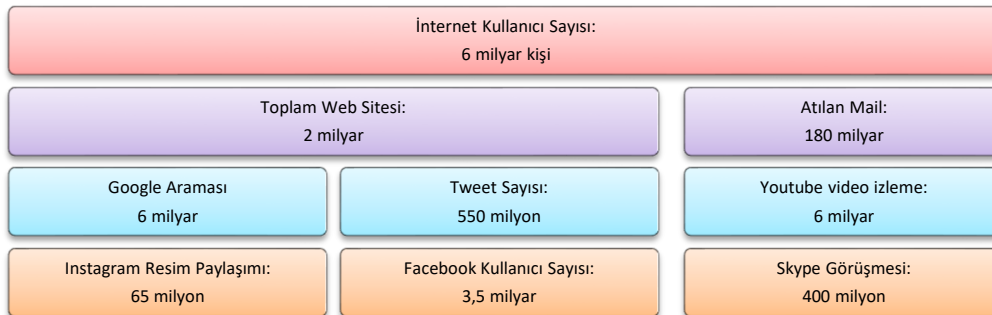 İnternet Kullanıcı Sayısı:
6 milyar kişi
Toplam Web Sitesi:
2 milyar
Atılan Mail:
180 milyar
Google Araması
6 milyar
Tweet Sayısı:
550 milyon
Youtube video izleme:
6 milyar
Instagram Resim Paylaşımı:
65 milyon
Facebook Kullanıcı Sayısı:
3,5 milyar
Skype Görüşmesi:
400 milyon